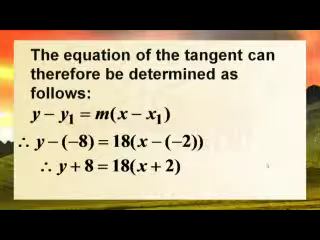 The equation of the tangent can
therefore be determined as
follows:
y − y₁ = m(x − x₁)
∴ y − (−8) = 18(x − (−2))
∴ y + 8 = 18(x + 2)